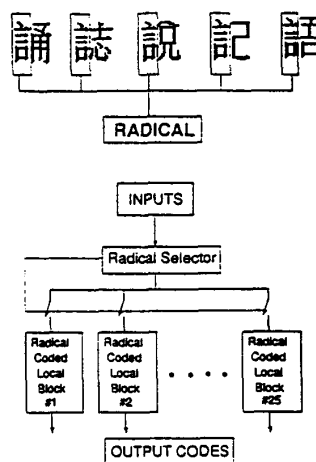 誦 誌 説 記 語
RADICAL
INPUTS
Radical Selector
Radical Coded Local Block #1
Radical Coded Local Block #2
. . . .
Radical Coded Local Block #25
OUTPUT CODES